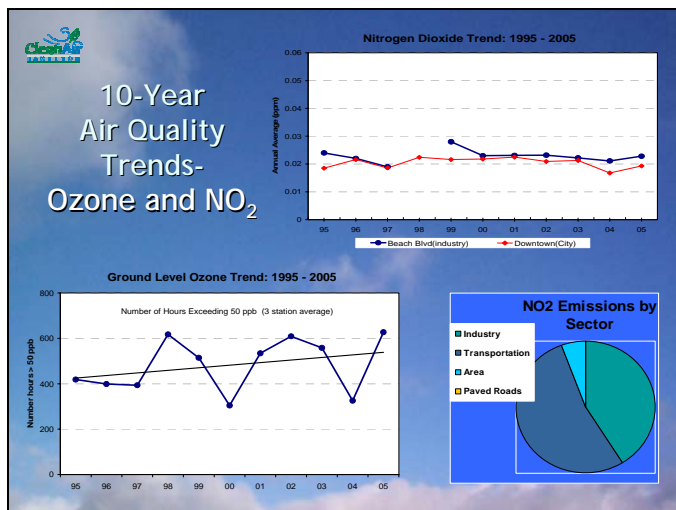 CleanAir
HAMILTON
10-Year
Air Quality
Trends-
Ozone and NO2
Nitrogen Dioxide Trend: 1995 - 2005
Annual Average (ppm)
0.06
0.05
0.04
0.03
0.02
0.01
0
95 96 97 98 99 00 01 02 03 04 05
Beach Blvd(industry) Downtown(City)
Ground Level Ozone Trend: 1995 - 2005
Number of Hours Exceeding 50 ppb (3 station average)
Number hours > 50 ppb
800
600
400
200
0
95 96 97 98 99 00 01 02 03 04 05
NO2 Emissions by
Sector
Industry
Transportation
Area
Paved Roads